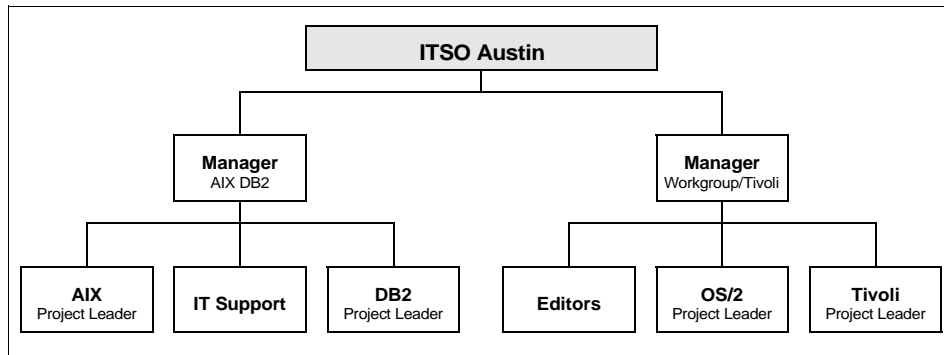 ITSO Austin
Manager
AIX DB2
Manager
Workgroup/Tivoli
AIX
Project Leader
IT Support
DB2
Project Leader
Editors
OS/2
Project Leader
Tivoli
Project Leader